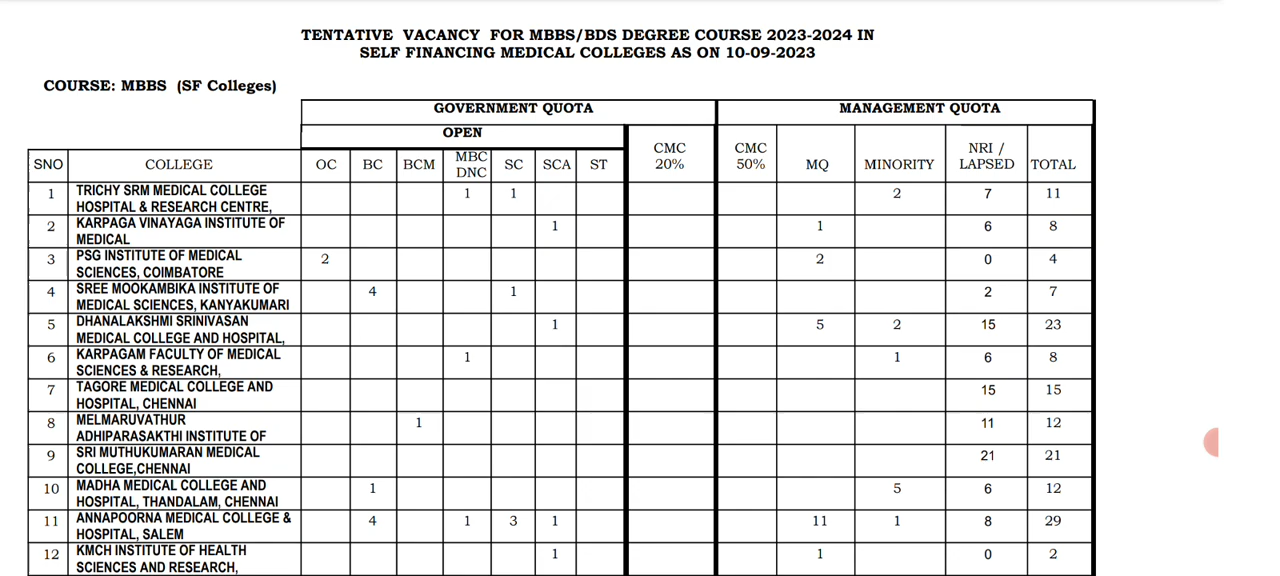 TENTATIVE VACANCY FOR MBBS/BDS DEGREE COURSE 2023-2024 IN
SELF FINANCING MEDICAL COLLEGES AS ON 10-09-2023
COURSE: MBBS (SF Colleges)
GOVERNMENT QUOTA MANAGEMENT QUOTA
OPEN
SNO COLLEGE OC BC BCM MBC DNC SC SCA ST CMC 20% CMC 50% MQ MINORITY NRI / LAPSED TOTAL
1 TRICHY SRM MEDICAL COLLEGE 1 1 2 7 11
HOSPITAL & RESEARCH CENTRE,
2 KARPAGA VINAYAGA INSTITUTE OF 1 1 6 8
MEDICAL
3 PSG INSTITUTE OF MEDICAL 2 2 0 4
SCIENCES, COIMBATORE
4 SREE MOOKAMBIKA INSTITUTE OF 4 1 2 7
MEDICAL SCIENCES, KANYAKUMARI
5 DHANALAKSHMI SRINIVASAN 1 5 2 15 23
MEDICAL COLLEGE AND HOSPITAL,
6 KARPAGAM FACULTY OF MEDICAL 1 1 6 8
SCIENCES & RESEARCH,
7 TAGORE MEDICAL COLLEGE AND 15 15
HOSPITAL, CHENNAI
8 MELMARUVATHUR 1 11 12
ADHIPARASAKTHI INSTITUTE OF
9 SRI MUTHUKUMARAN MEDICAL 21 21
COLLEGE,CHENNAI
10 MADHA MEDICAL COLLEGE AND 1 5 6 12
HOSPITAL, THANDALAM, CHENNAI
11 ANNAPOORNA MEDICAL COLLEGE & 4 1 3 1 11 1 8 29
HOSPITAL, SALEM
12 KMCH INSTITUTE OF HEALTH 1 1 0 2
SCIENCES AND RESEARCH,